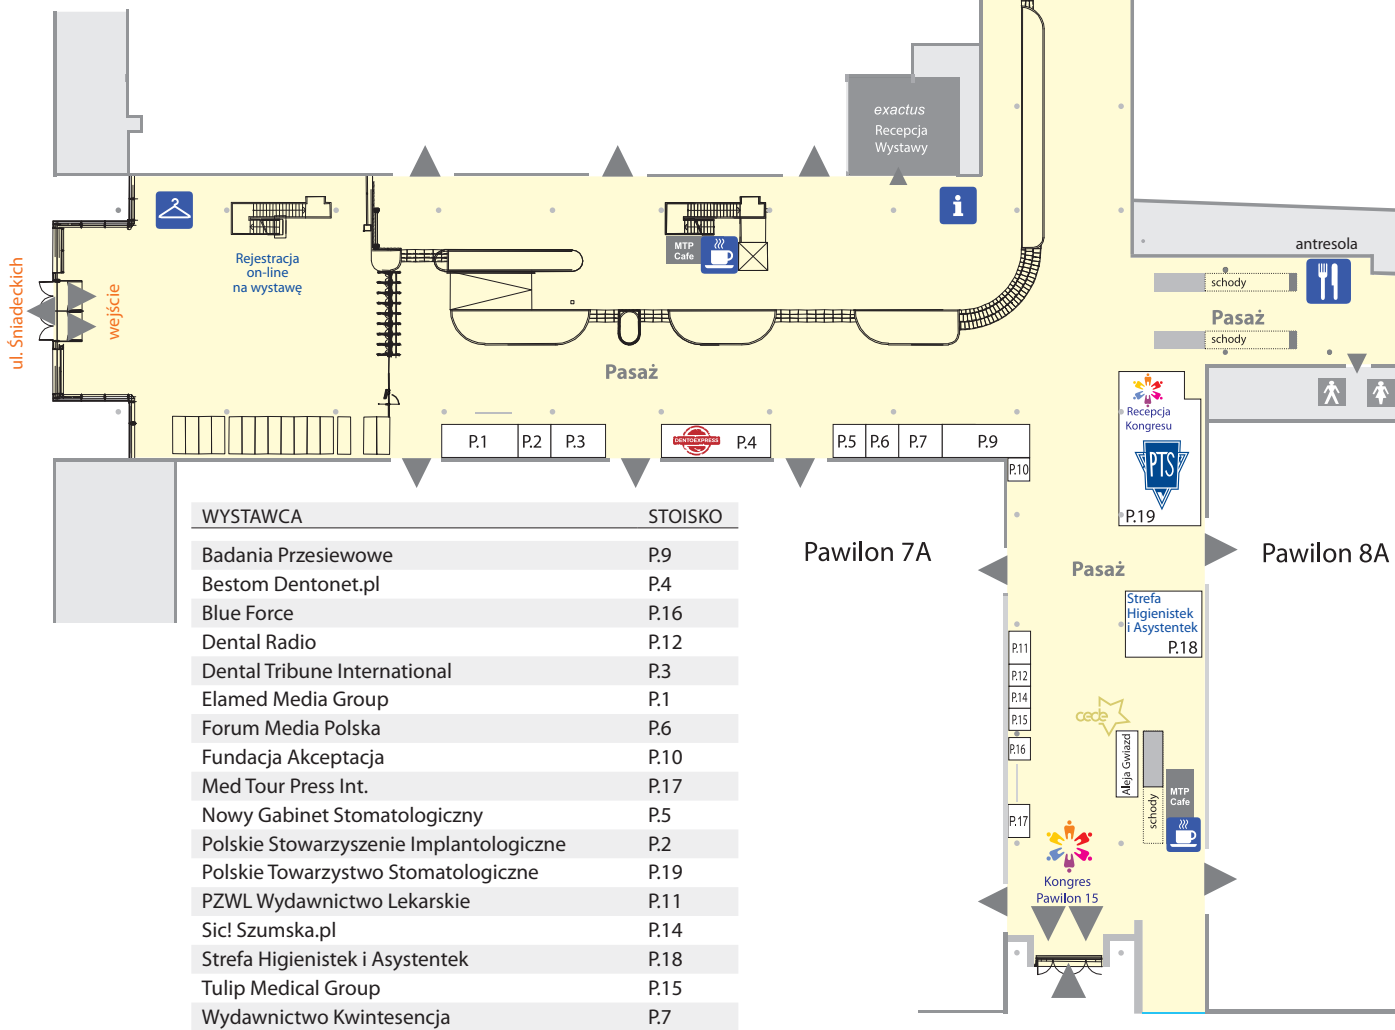 exactus
Recepcja
Wystawy
i
antresola
schody
Pasaż
schody
MTP
Cafe
Rejestracja
on-line
na wystawę
ul. Śniadeckich
wejście
Pasaż
Recepcja
Kongresu
PTS
P.19
P.1
P.2
P.3
DENTOEXPRESS
P.4
P.5
P.6
P.7
P.9
P.10
Pawilon 7A
Pasaż
Pawilon 8A
Strefa
Higienistek
i Asystentek
P.18
P.11
P.12
P.14
P.15
P.16
P.17
cede
Aleja Gwiazd
schody
MTP
Cafe
Kongres
Pawilon 15
WYSTAWCA STOISKO
Badania Przesiewowe P.9
Bestom Dentonet.pl P.4
Blue Force P.16
Dental Radio P.12
Dental Tribune International P.3
Elamed Media Group P.1
Forum Media Polska P.6
Fundacja Akceptacja P.10
Med Tour Press Int. P.17
Nowy Gabinet Stomatologiczny P.5
Polskie Stowarzyszenie Implantologiczne P.2
Polskie Towarzystwo Stomatologiczne P.19
PZWL Wydawnictwo Lekarskie P.11
Sic! Szumska.pl P.14
Strefa Higienistek i Asystentek P.18
Tulip Medical Group P.15
Wydawnictwo Kwintesencja P.7